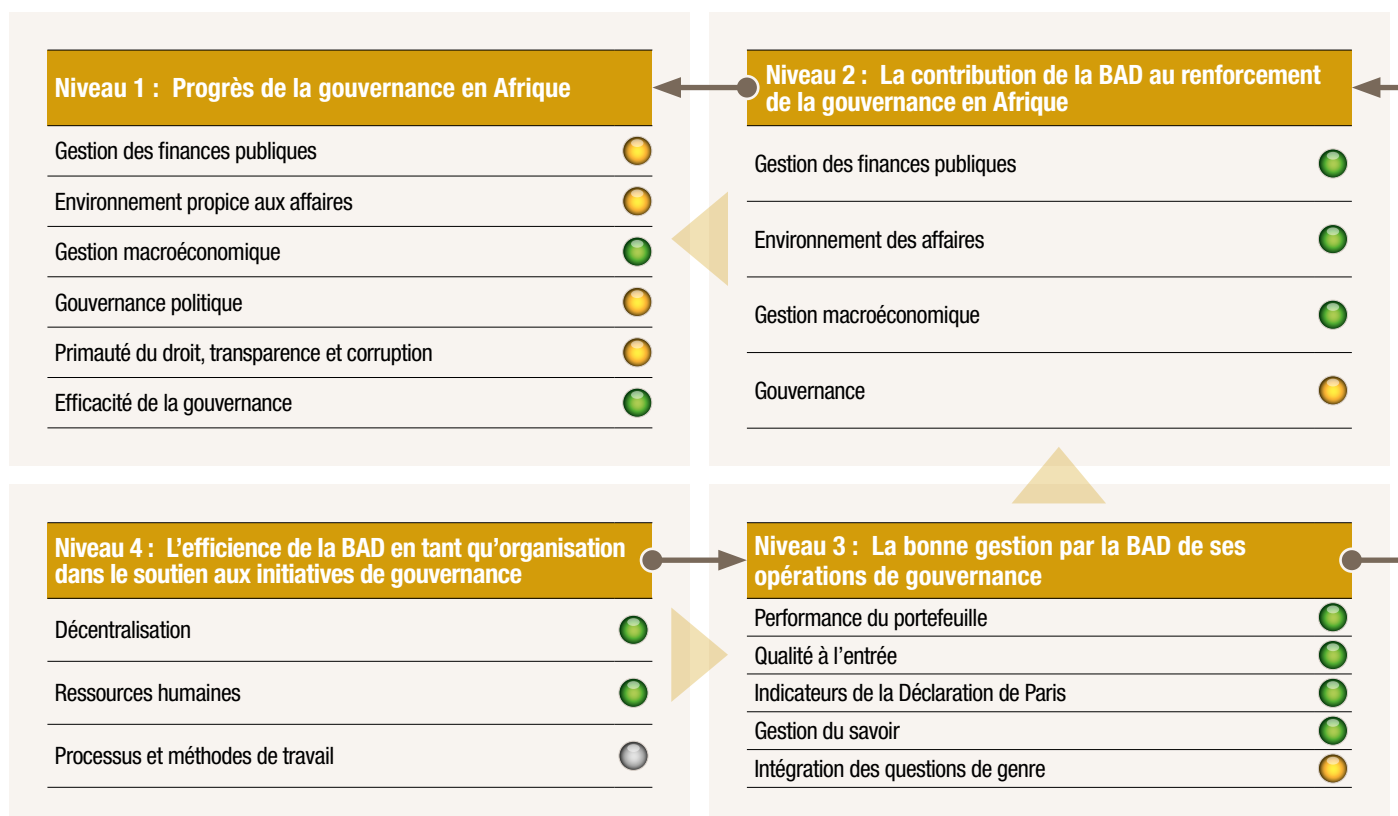 Niveau 1 : Progrès de la gouvernance en Afrique
Gestion des finances publiques
Environnement propice aux affaires
Gestion macroéconomique
Gouvernance politique
Primauté du droit, transparence et corruption
Efficacité de la gouvernance
Niveau 2 : La contribution de la BAD au renforcement
de la gouvernance en Afrique
Gestion des finances publiques
Environnement des affaires
Gestion macroéconomique
Gouvernance
Niveau 4 : L'efficience de la BAD en tant qu'organisation
dans le soutien aux initiatives de gouvernance
Décentralisation
Ressources humaines
Processus et méthodes de travail
Niveau 3 : La bonne gestion par la BAD de ses
opérations de gouvernance
Performance du portefeuille
Qualité à l'entrée
Indicateurs de la Déclaration de Paris
Gestion du savoir
Intégration des questions de genre